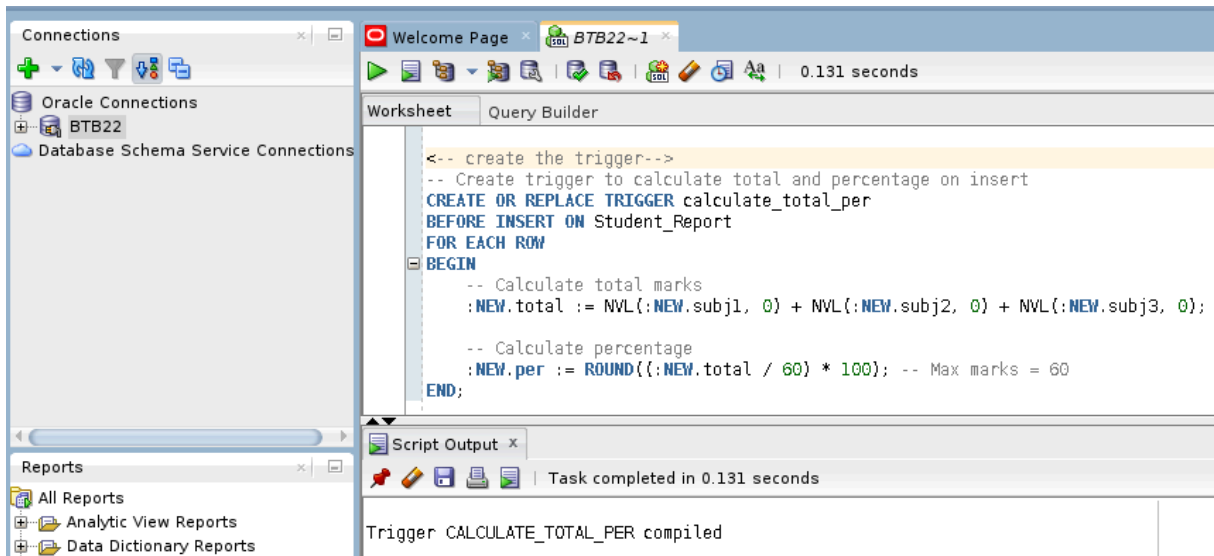 Connections
Oracle Connections
BTB22
Database Schema Service Connections
Reports
All Reports
Analytic View Reports
Data Dictionary Reports
Welcome Page
BTB22~1
0.131 seconds
Worksheet
Query Builder
<-- create the trigger-->
-- Create trigger to calculate total and percentage on insert
CREATE OR REPLACE TRIGGER calculate_total_per
BEFORE INSERT ON Student_Report
FOR EACH ROW
BEGIN
    -- Calculate total marks
    :NEW.total := NVL(:NEW.subj1, 0) + NVL(:NEW.subj2, 0) + NVL(:NEW.subj3, 0);
    -- Calculate percentage
    :NEW.per := ROUND((:NEW.total / 60) * 100); -- Max marks = 60
END;
Script Output
Task completed in 0.131 seconds
Trigger CALCULATE_TOTAL_PER compiled